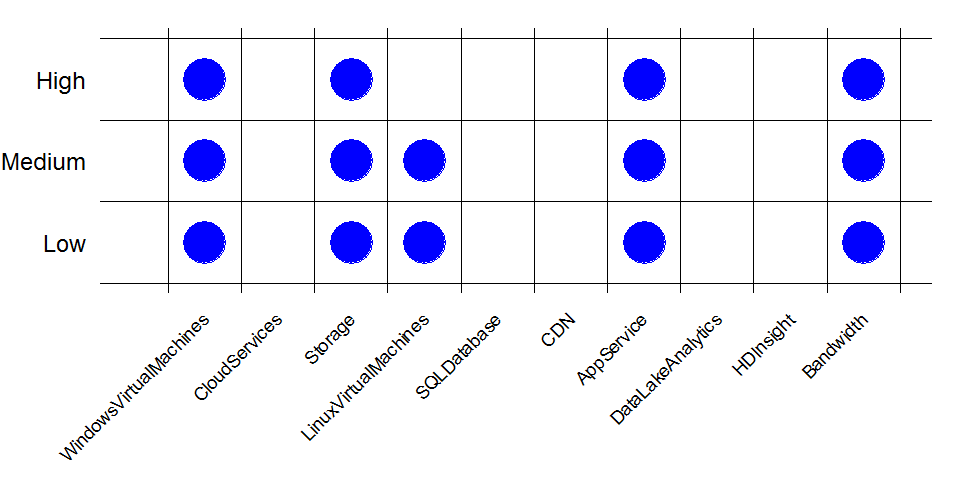 High
Medium
Low
WindowsVirtualMachines
CloudServices
Storage
LinuxVirtualMachines
SQLDatabase
CDN
AppService
DataLakeAnalytics
HDInsight
Bandwidth